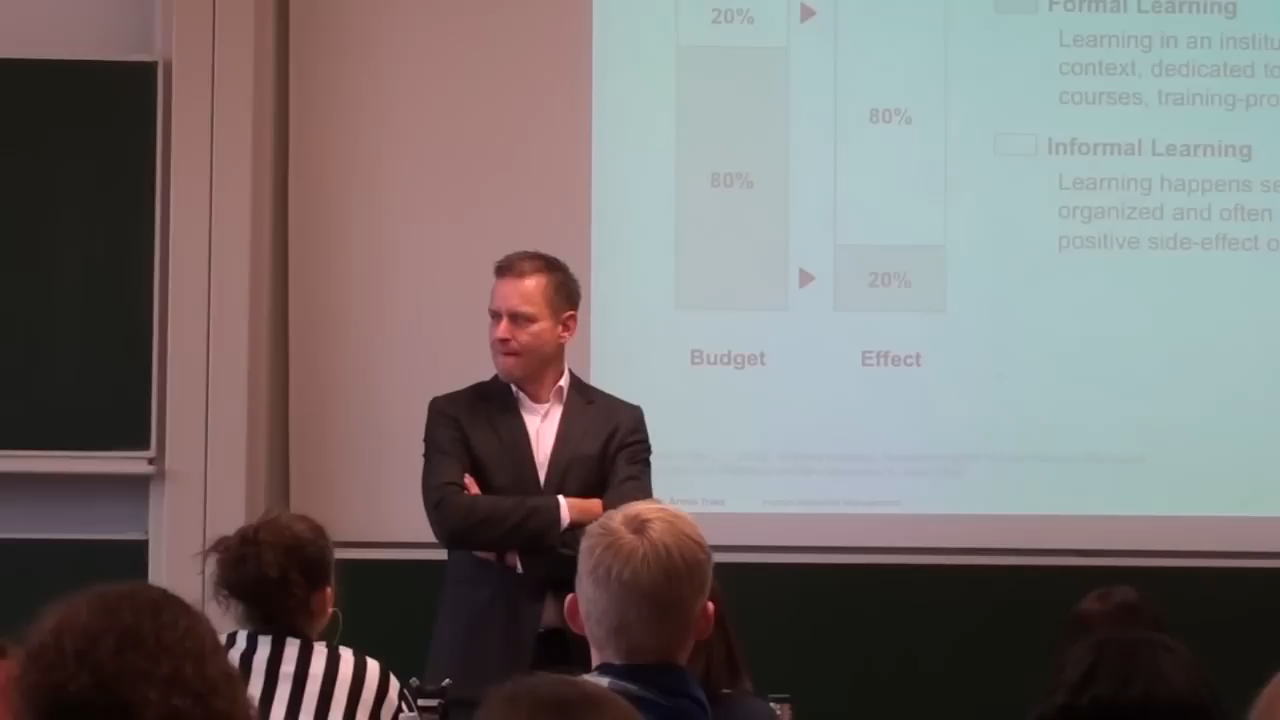 20%
80%
Budget
80%
20%
Effect
Formal Learning
Learning in an institu
context, dedicated to
courses, training-pro
Informal Learning
Learning happens se
organized and often
positive side-effect o